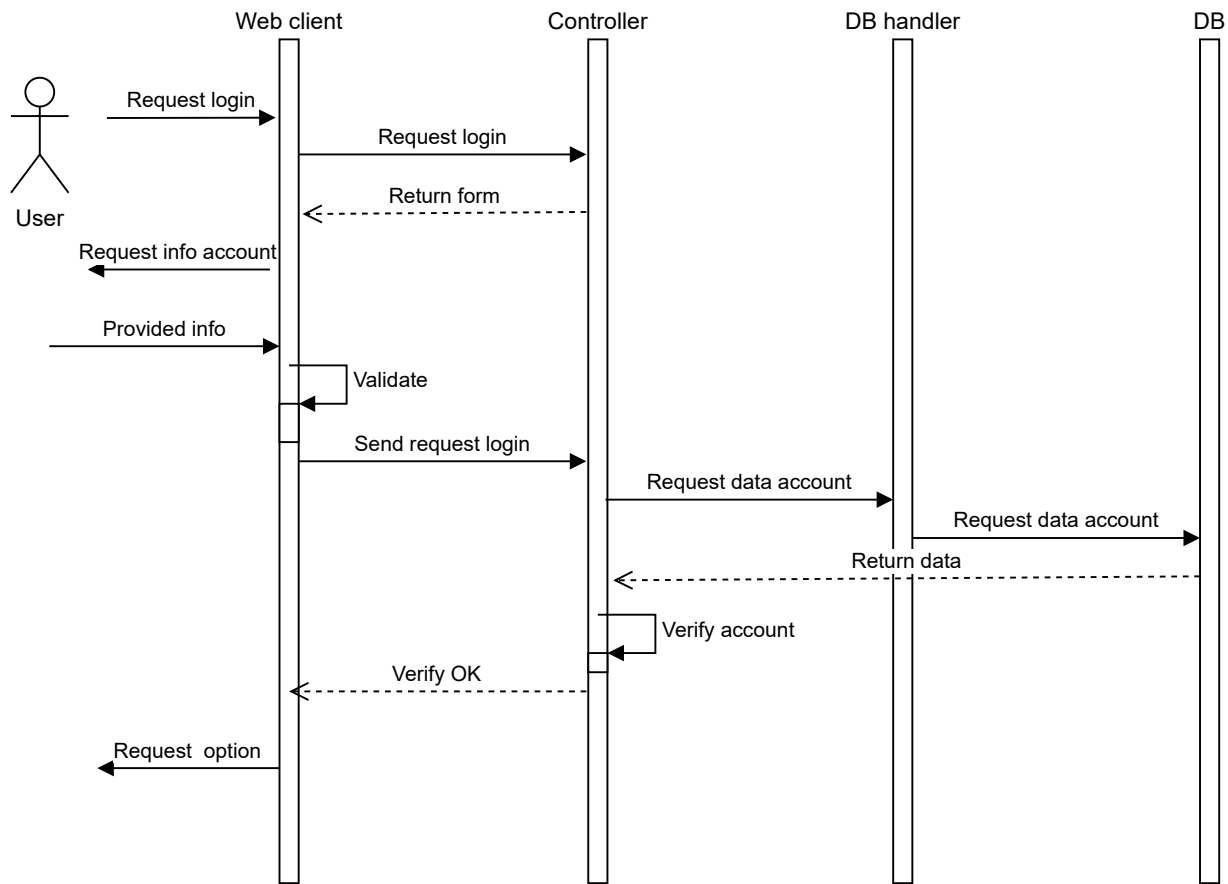 Web client
Controller
DB handler
DB
Request login
Request login
Return form
User
Request info account
Provided info
Validate
Send request login
Request data account
Request data account
Return data
Verify account
Verify OK
Request  option